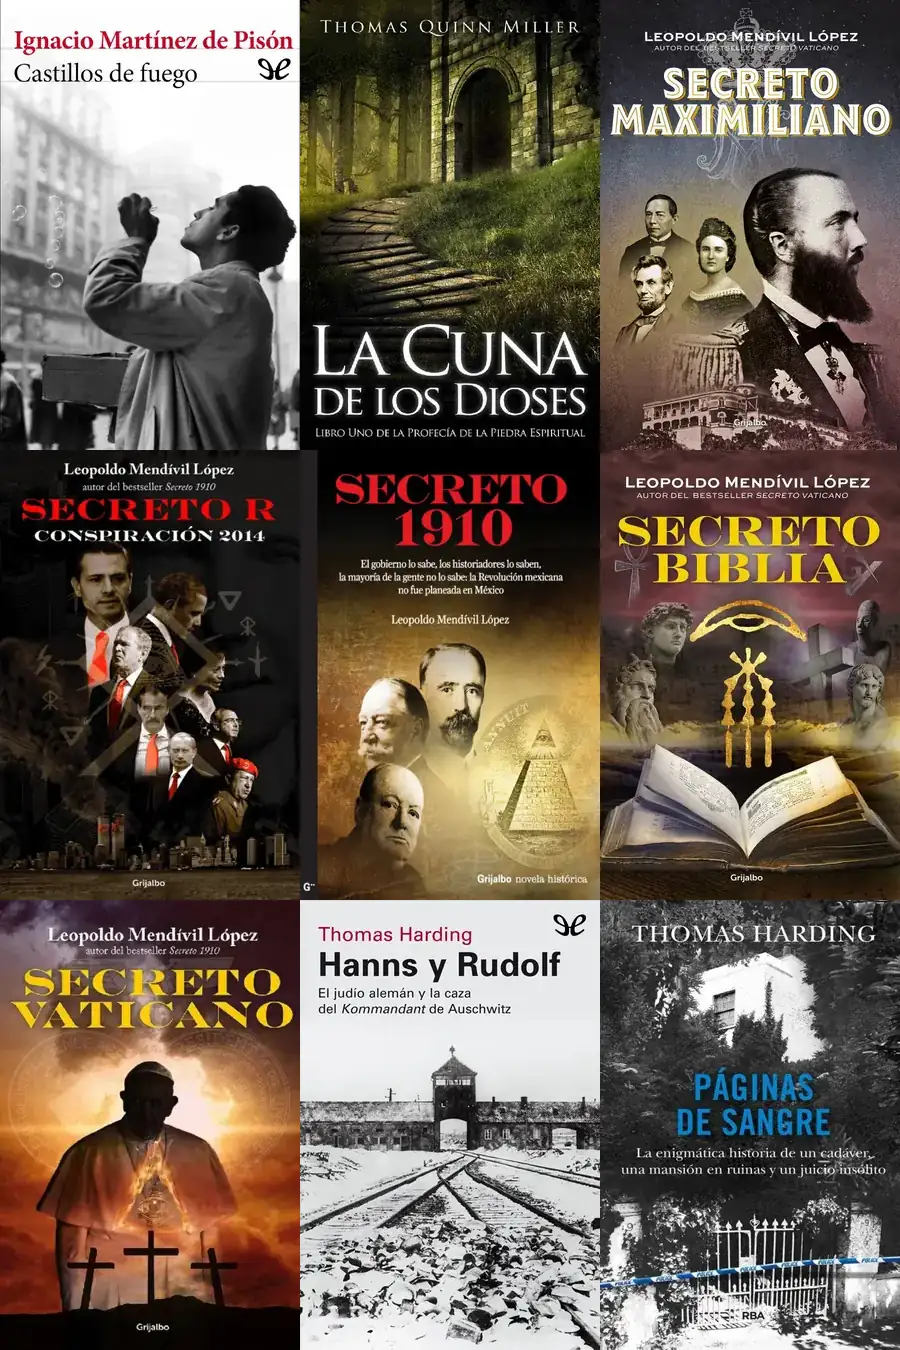 Ignacio Martínez de Pisón
Castillos de fuego
THOMAS QUINN MILLER
LA CUNA
DE LOS DIOSES
LIBRO UNO DE LA PROFECÍA DE LA PIEDRA ESPIRITUAL
LEOPOLDO MENDÍVIL LÓPEZ
AUTOR DEL BESTSELLER SECRETO VATICANO
SECRETO
MAXIMILIANO
Grijalbo
Leopoldo Mendívil López
autor del bestseller Secreto 1910
SECRETO R
CONSPIRACIÓN 2014
Grijalbo
SECRETO
1910
El gobierno lo sabe, los historiadores lo saben,
la mayoría de la gente no lo sabe: la Revolución mexicana
no fue planeada en México
Leopoldo Mendívil López
ANNUIT
G
Grijalbo novela histórica
LEOPOLDO MENDÍVIL LÓPEZ
AUTOR DEL BESTSELLER SECRETO VATICANO
SECRETO
BIBLIA
Grijalbo
Leopoldo Mendívil López
autor del bestseller Secreto 1910
SECRETO
VATICANO
Grijalbo
Thomas Harding
Hanns y Rudolf
El judío alemán y la caza
del Kommandant de Auschwitz
THOMAS HARDING
PÁGINAS
DE SANGRE
La enigmática historia de un cadáver,
una mansión en ruinas y un juicio insólito
POLICE POLICE POLICE POLICE
RBA